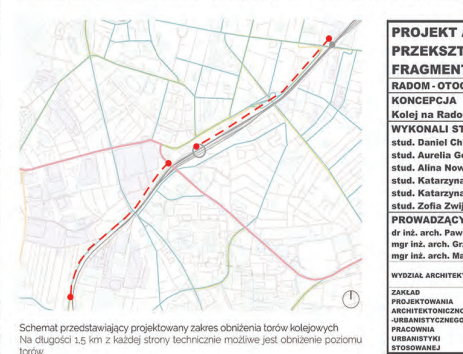 Schemat przedstawiający projektowany zakres obniżenia torów kolejowych
Na długości 1,5 km z każdej strony technicznie możliwe jest obniżenie poziomu
torów
PROJEKT
PRZEKSZT
FRAGMENT
RADOM - OTOC
KONCEPCJA
Kolej na Rado
WYKONALI ST
stud. Daniel Ch
stud. Aurelia Go
stud. Alina Now
stud. Katarzyna
stud. Katarzyna
stud. Zofia Zwij
PROWADZĄCY
dr inż. arch. Paw
mgr inż. arch. Gr
mgr inż. arch. Ma
WYDZIAŁ ARCHITEKT
ZAKŁAD
PROJEKTOWANIA
ARCHITEKTONICZNO
-URBANISTYCZNEGO
PRACOWNIA
URBANISTYKI
STOSOWANEJ